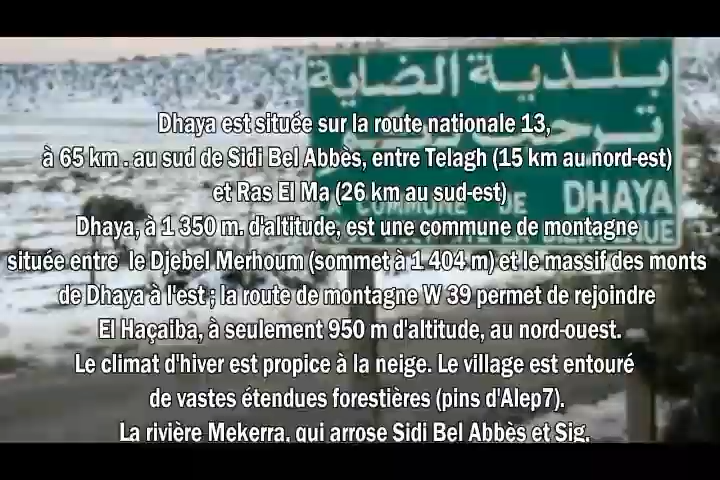 بلدية الضاية
ترحب بكم
Dhaya est située sur la route nationale 13,
à 65 km . au sud de Sidi Bel Abbès, entre Telagh (15 km au nord-est)
et Ras El Ma (26 km au sud-est)
COMMUNE DE DHAYA
Dhaya, à 1 350 m. d'altitude, est une commune de montagne
BIENVENUE
située entre le Djebel Merhoum (sommet à 1 404 m) et le massif des monts
de Dhaya à l'est ; la route de montagne W 39 permet de rejoindre
El Haçaiba, à seulement 950 m d'altitude, au nord-ouest.
Le climat d'hiver est propice à la neige. Le village est entouré
de vastes étendues forestières (pins d'Alep7).
La rivière Mekerra, qui arrose Sidi Bel Abbès et Sig,